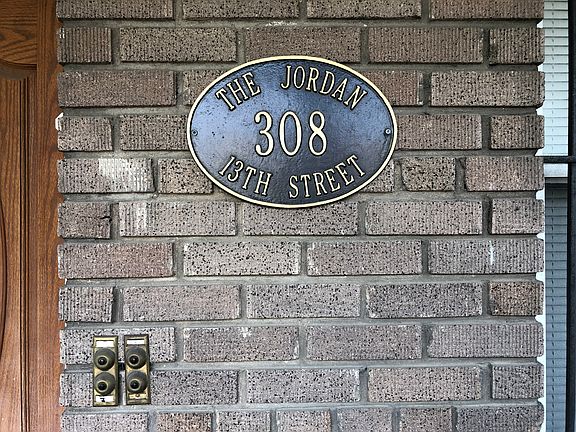 THE JORDAN
308
13TH STREET